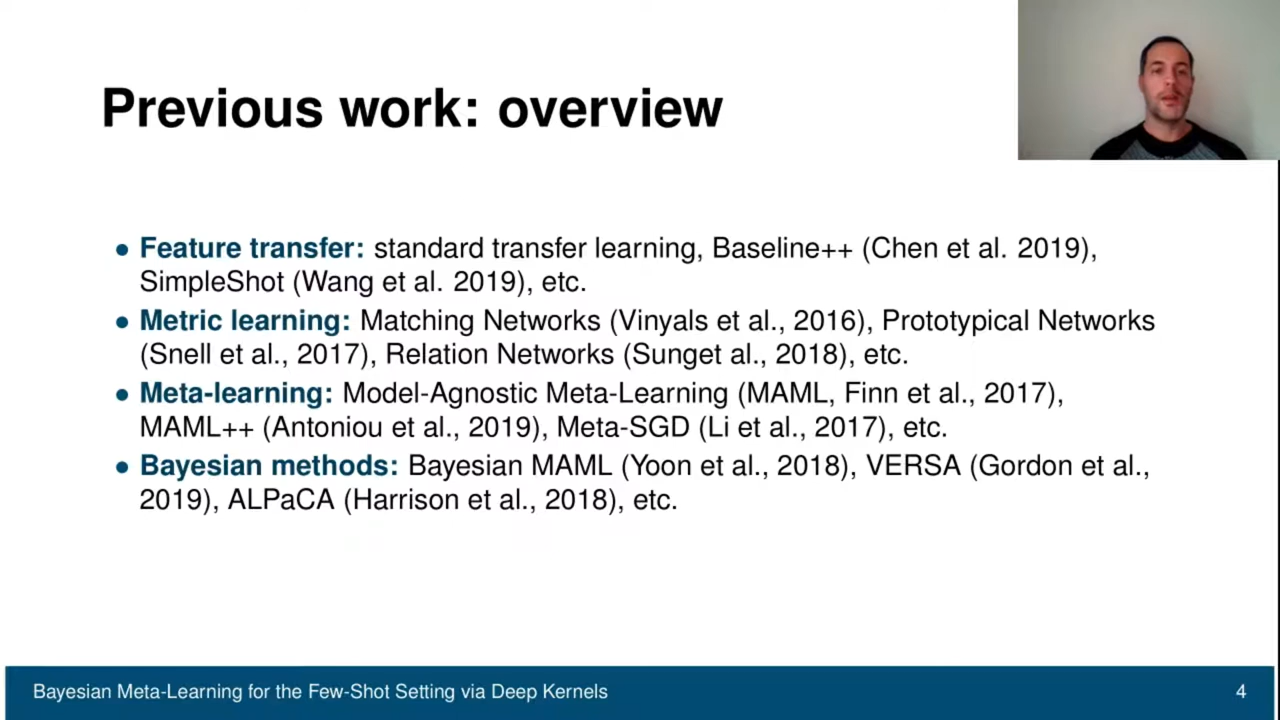 Previous work: overview
● Feature transfer: standard transfer learning, Baseline++ (Chen et al. 2019),
SimpleShot (Wang et al. 2019), etc.
● Metric learning: Matching Networks (Vinyals et al., 2016), Prototypical Networks
(Snell et al., 2017), Relation Networks (Sunget al., 2018), etc.
● Meta-learning: Model-Agnostic Meta-Learning (MAML, Finn et al., 2017),
MAML++ (Antoniou et al., 2019), Meta-SGD (Li et al., 2017), etc.
● Bayesian methods: Bayesian MAML (Yoon et al., 2018), VERSA (Gordon et al.,
2019), ALPaCA (Harrison et al., 2018), etc.
Bayesian Meta-Learning for the Few-Shot Setting via Deep Kernels
4